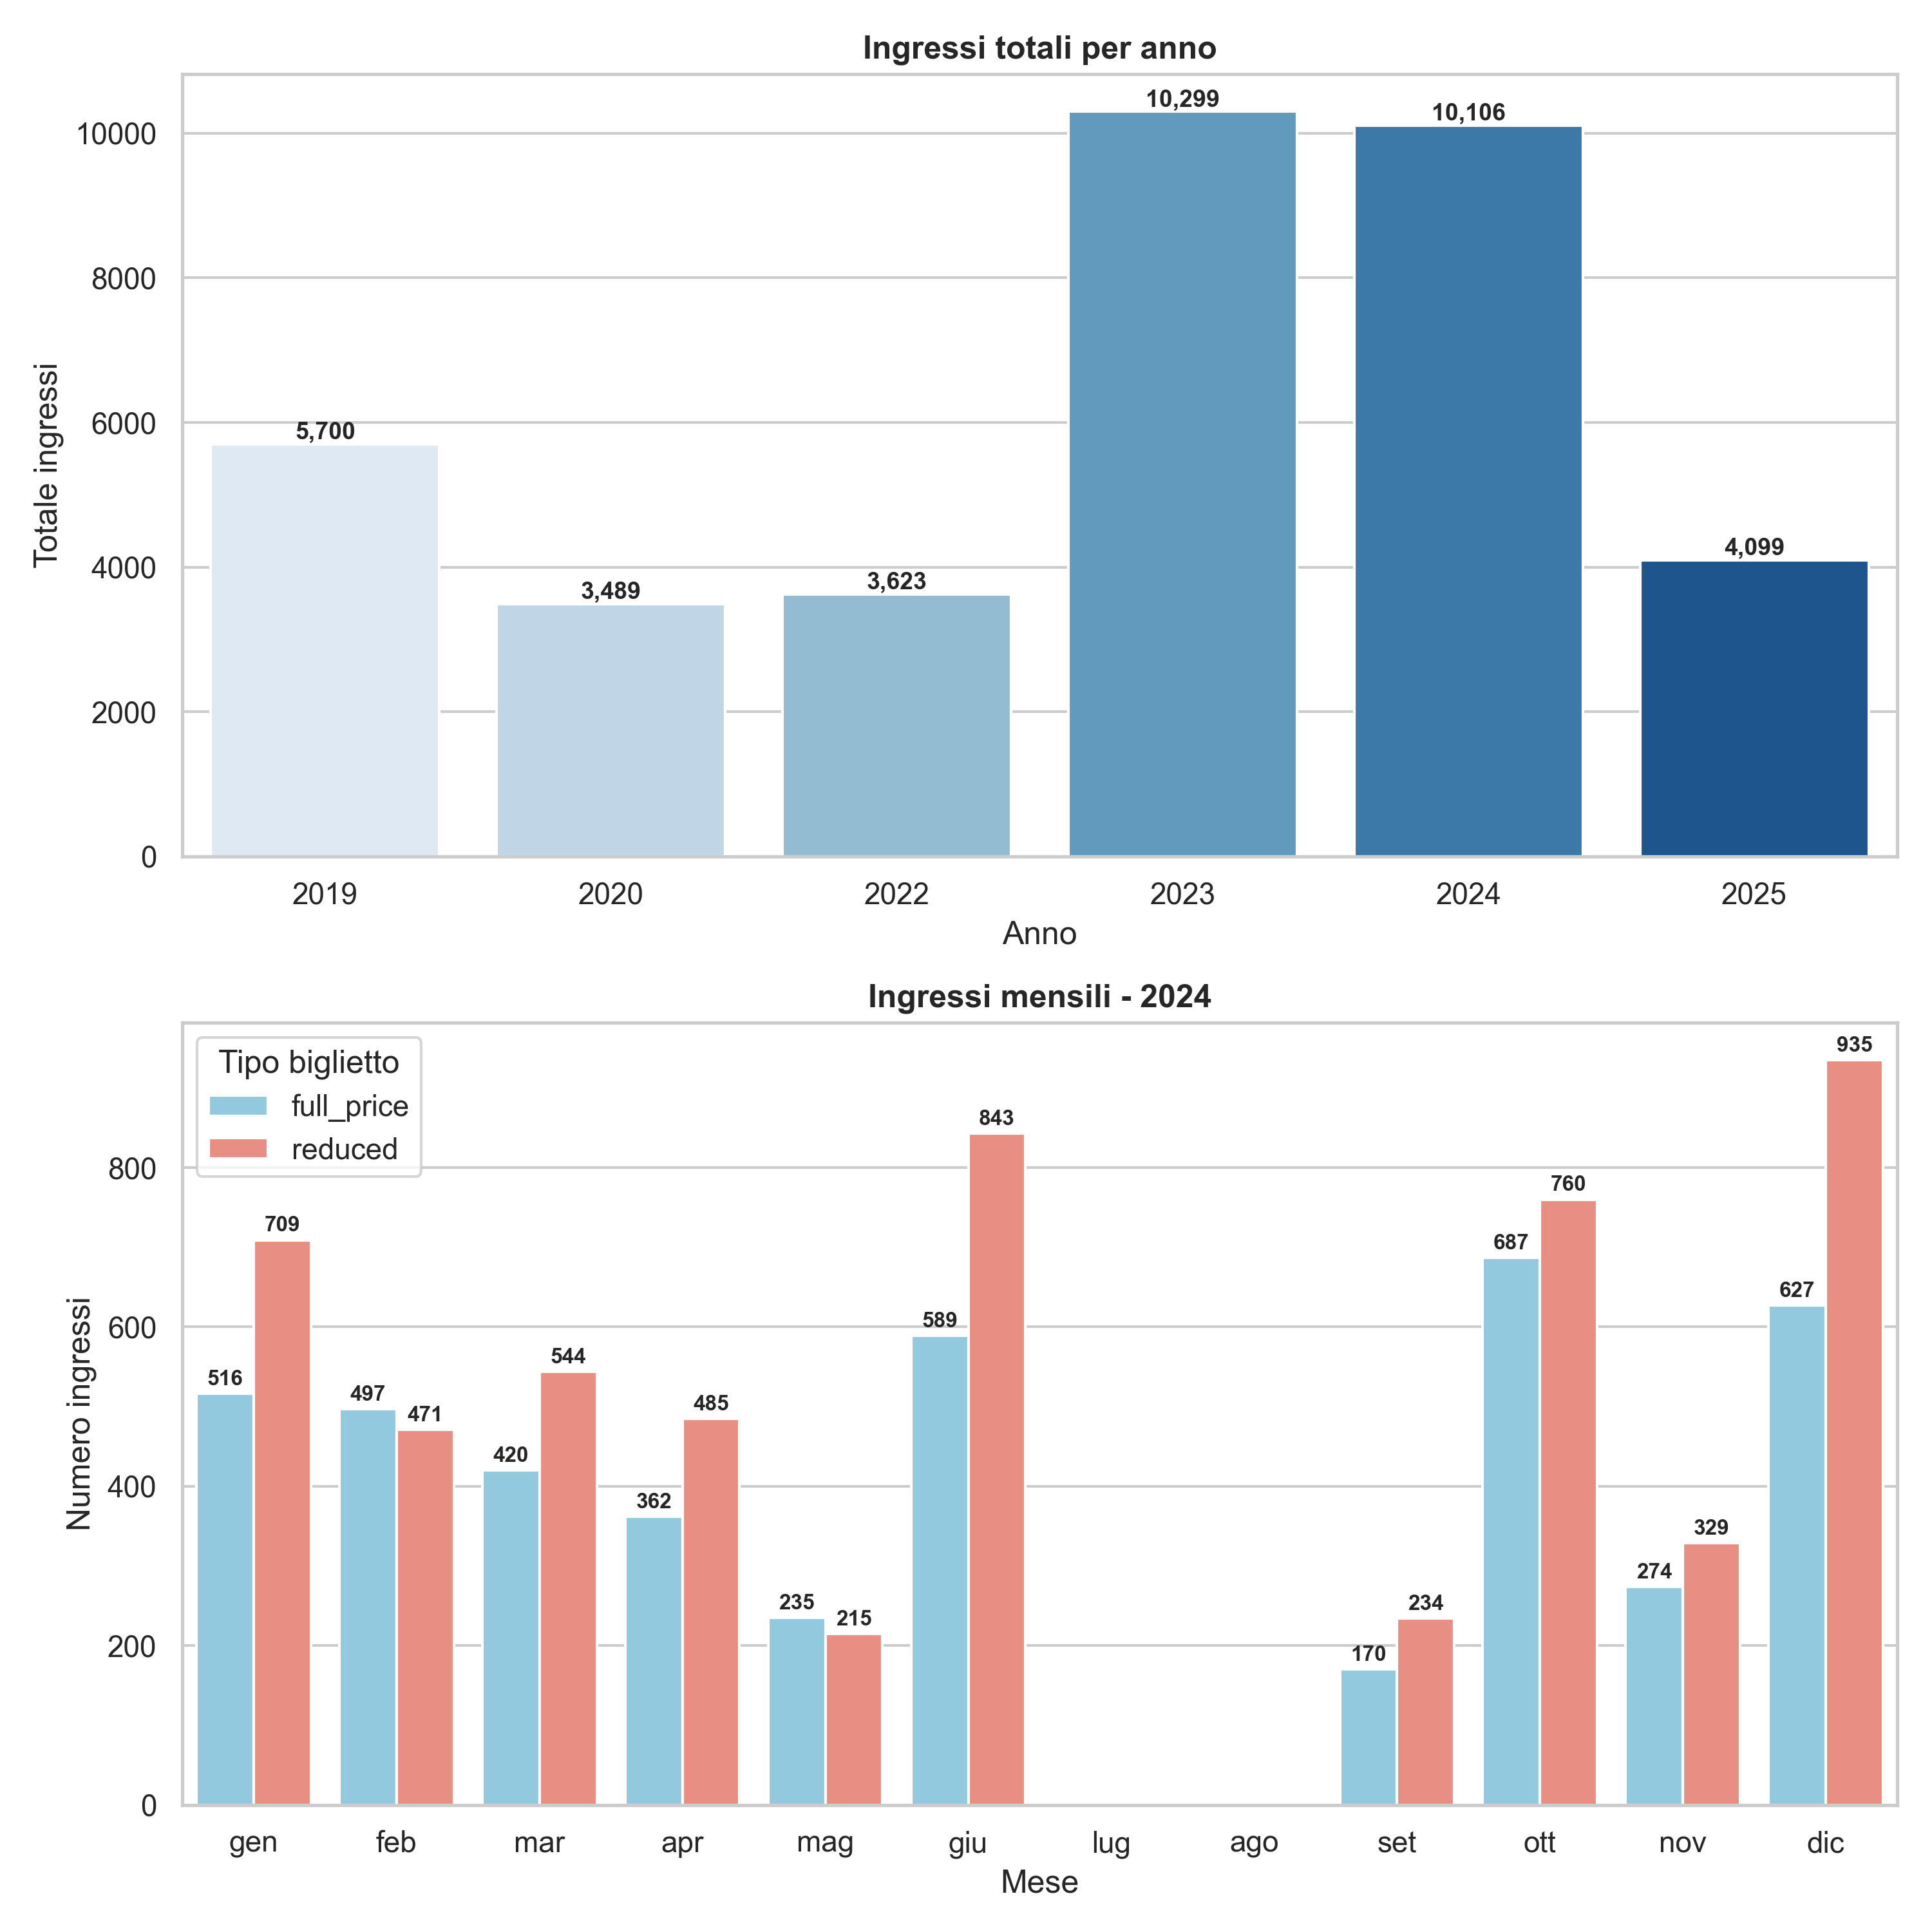 Ingressi totali per anno
Totale ingressi
10000
8000
6000
4000
2000
0
5,700
3,489
3,623
10,299
10,106
4,099
2019 2020 2022 2023 2024 2025
Anno
Ingressi mensili - 2024
Tipo biglietto
full_price
reduced
Numero ingressi
800
600
400
200
0
516 709
497 471
420 544
362 485
235 215
589 843
170 234
687 760
274 329
627 935
gen feb mar apr mag giu lug ago set ott nov dic
Mese